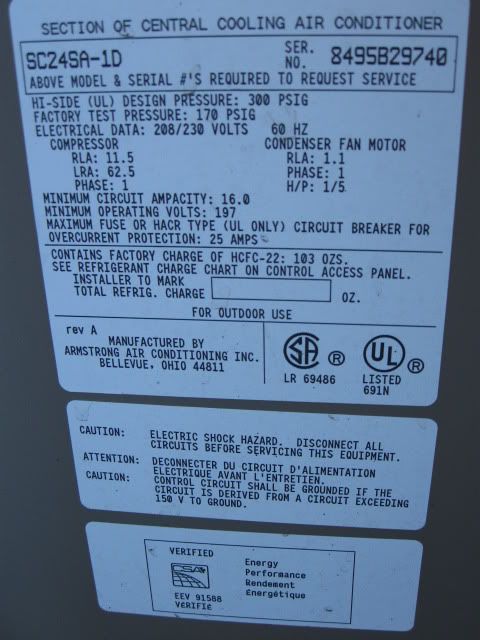 SECTION OF CENTRAL COOLING AIR CONDITIONER
SC24SA-1D SER. NO. 8495B29740
ABOVE MODEL & SERIAL #'S REQUIRED TO REQUEST SERVICE
HI-SIDE (UL) DESIGN PRESSURE: 300 PSIG
FACTORY TEST PRESSURE: 170 PSIG
ELECTRICAL DATA: 208/230 VOLTS 60 HZ
COMPRESSOR CONDENSER FAN MOTOR
RLA: 11.5 RLA: 1.1
LRA: 62.5 PHASE: 1
PHASE: 1 H/P: 1/5
MINIMUM CIRCUIT AMPACITY: 16.0
MINIMUM OPERATING VOLTS: 197
MAXIMUM FUSE OR HACR TYPE (UL ONLY) CIRCUIT BREAKER FOR
OVERCURRENT PROTECTION: 25 AMPS
CONTAINS FACTORY CHARGE OF HCFC-22: 103 OZS.
SEE REFRIGERANT CHARGE CHART ON CONTROL ACCESS PANEL.
INSTALLER TO MARK
TOTAL REFRIG. CHARGE OZ.
FOR OUTDOOR USE
rev A
MANUFACTURED BY
ARMSTRONG AIR CONDITIONING INC.
BELLEVUE, OHIO 44811
SA ®
LR 69486
UL ®
LISTED
691N
CAUTION: ELECTRIC SHOCK HAZARD. DISCONNECT ALL
CIRCUITS BEFORE SERVICING THIS EQUIPMENT.
ATTENTION: DECONNECTER DU CIRCUIT D'ALIMENTATION
ELECTRIQUE AVANT L'ENTRETIEN.
CAUTION: CONTROL CIRCUIT SHALL BE GROUNDED IF THE
CIRCUIT IS DERIVED FROM A CIRCUIT EXCEEDING
150 V TO GROUND.
VERIFIED
CSA
EEV 91588
VÉRIFIÉ
Energy
Performance
Rendement
Énergétique